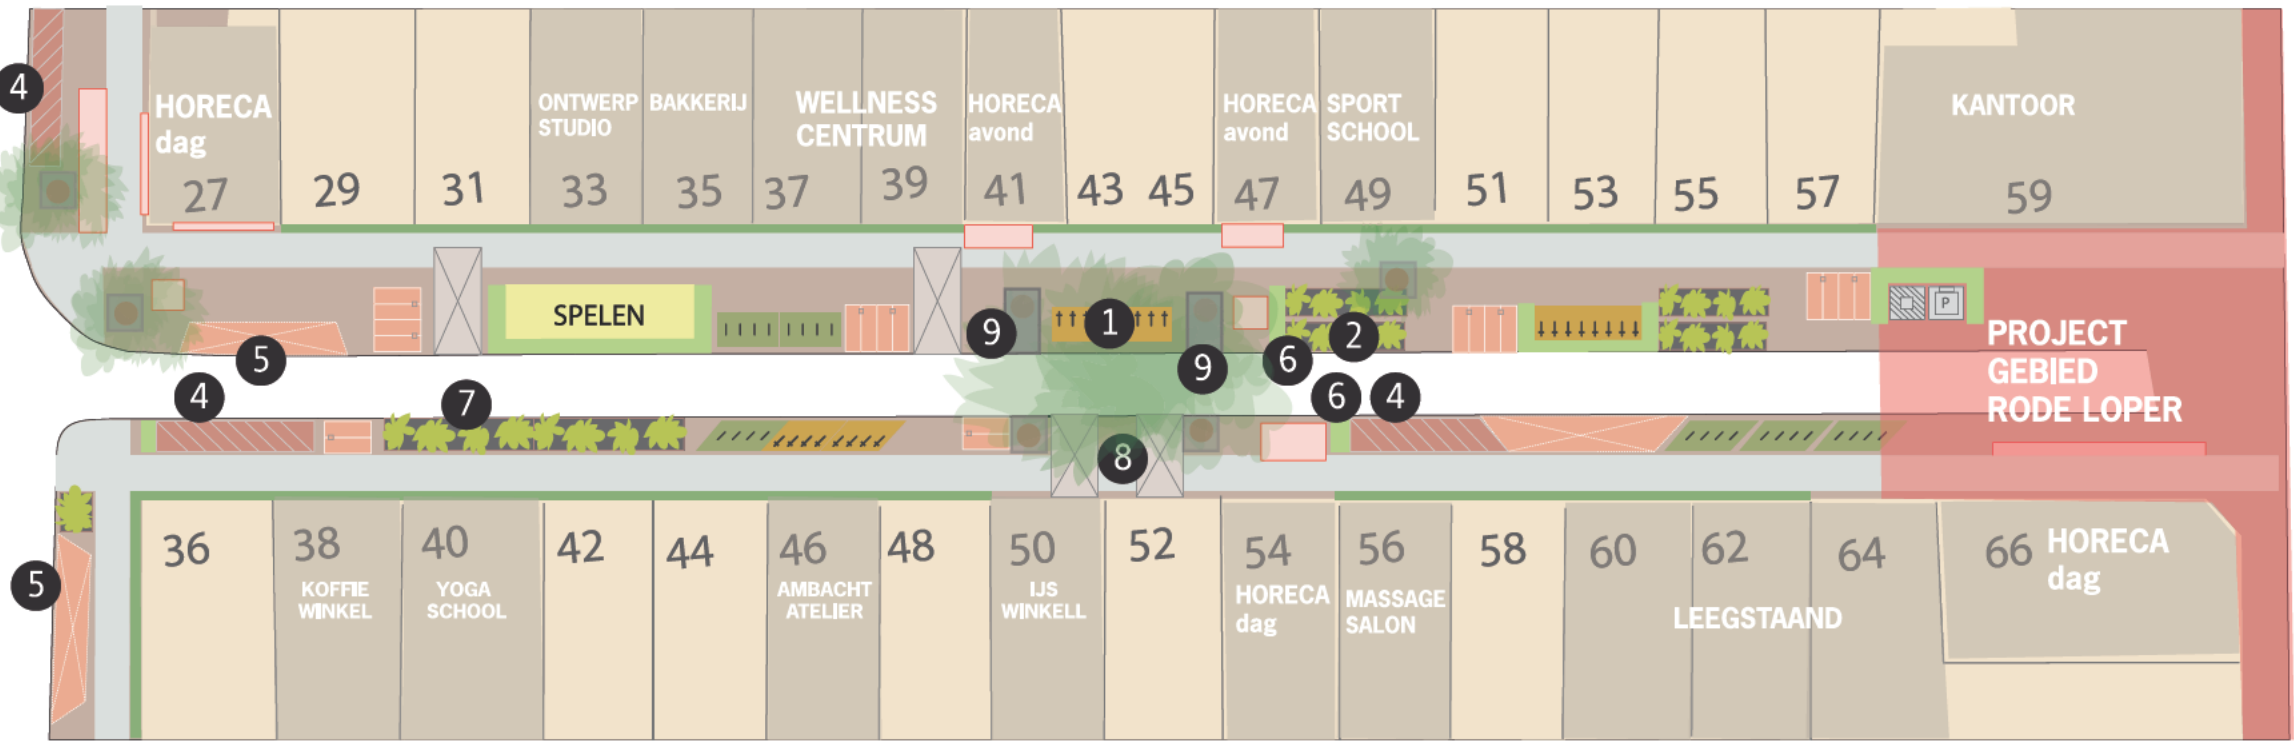 4
HORECA
dag
27
29
31
ONTWERP
STUDIO
33
BAKKERIJ
35
WELLNESS
CENTRUM
37
39
HORECA
avond
41
43
45
HORECA
avond
47
SPORT
SCHOOL
49
51
53
55
57
KANTOOR
59
SPELEN
9
1
9
6
2
P
PROJECT
GEBIED
RODE LOPER
5
4
7
8
6
4
5
36
38
KOFFIE
WINKEL
40
YOGA
SCHOOL
42
44
46
AMBACHT
ATELIER
48
50
IJS
WINKELL
52
54
HORECA
dag
56
MASSAGE
SALON
58
60
62
64
LEEGSTAAND
66
HORECA
dag